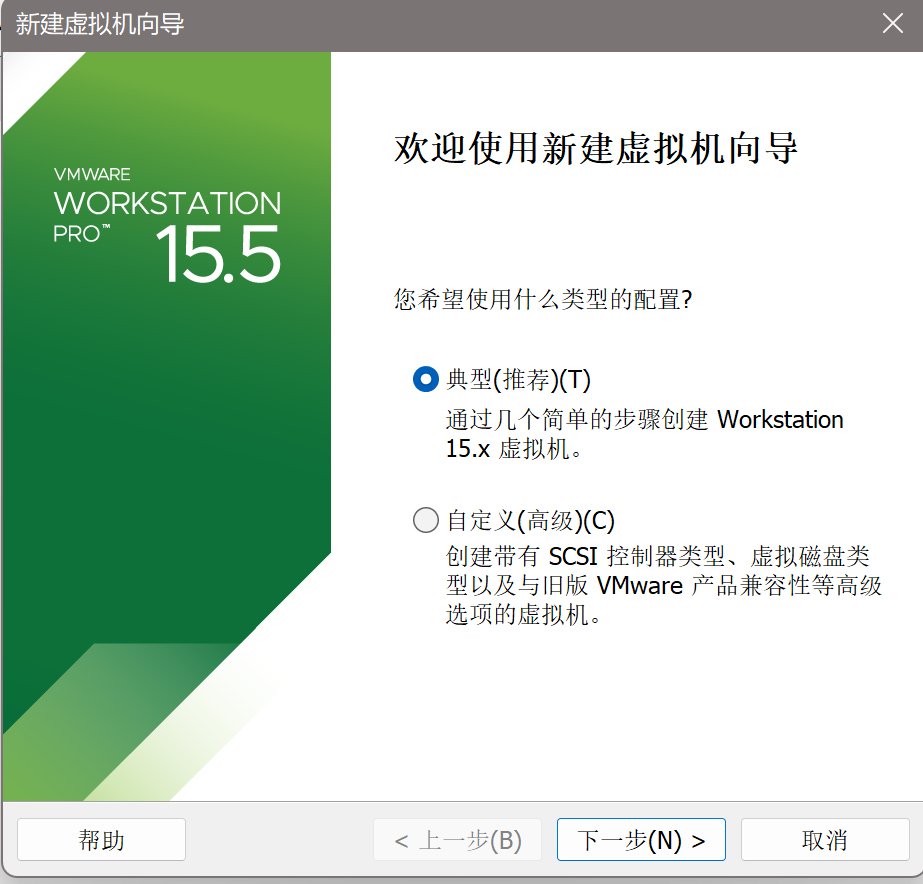 新建虚拟机向导
VMWARE
WORKSTATION
PRO™
15.5
欢迎使用新建虚拟机向导
您希望使用什么类型的配置?
典型(推荐)(T)
通过几个简单的步骤创建 Workstation
15.x 虚拟机。
自定义(高级)(C)
创建带有 SCSI 控制器类型、虚拟磁盘类
型以及与旧版 VMware 产品兼容性等高级
选项的虚拟机。
帮助
< 上一步(B)
下一步(N) >
取消